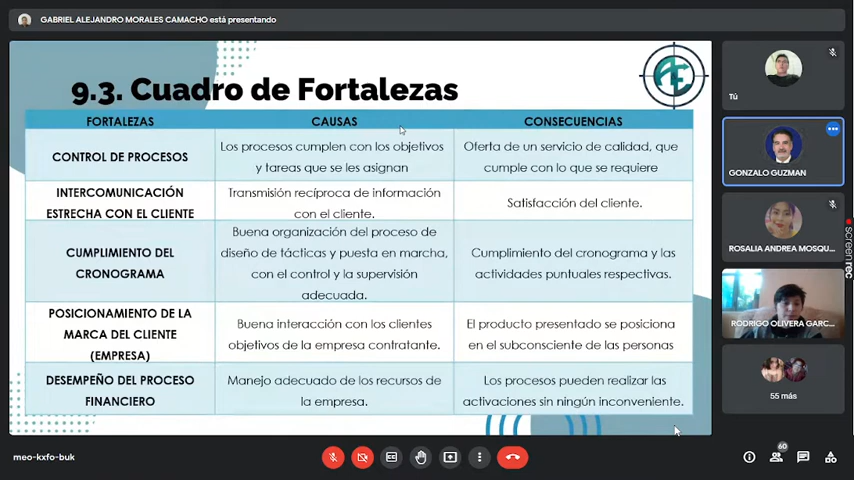 GABRIEL ALEJANDRO MORALES CAMACHO está presentando
9.3. Cuadro de Fortalezas
FORTALEZAS
CAUSAS
CONSECUENCIAS
CONTROL DE PROCESOS
Los procesos cumplen con los objetivos
y tareas que se les asignan
Oferta de un servicio de calidad, que
cumple con lo que se requiere
INTERCOMUNICACIÓN
ESTRECHA CON EL CLIENTE
Transmisión recíproca de información
con el cliente.
Satisfacción del cliente.
CUMPLIMIENTO DEL
CRONOGRAMA
Buena organización del proceso de
diseño de tácticas y puesta en marcha,
con el control y la supervisión
adecuada.
Cumplimiento del cronograma y las
actividades puntuales respectivas.
POSICIONAMIENTO DE LA
MARCA DEL CLIENTE
(EMPRESA)
Buena interacción con los clientes
objetivos de la empresa contratante.
El producto presentado se posiciona
en el subconsciente de las personas
DESEMPEÑO DEL PROCESO
FINANCIERO
Manejo adecuado de los recursos de
la empresa.
Los procesos pueden realizar las
activaciones sin ningún inconveniente.
Tú
GONZALO GUZMAN
ROSALIA ANDREA MOSQU...
RODRIGO OLIVERA GARC...
55 más
screenrec
meo-kxfo-buk
60